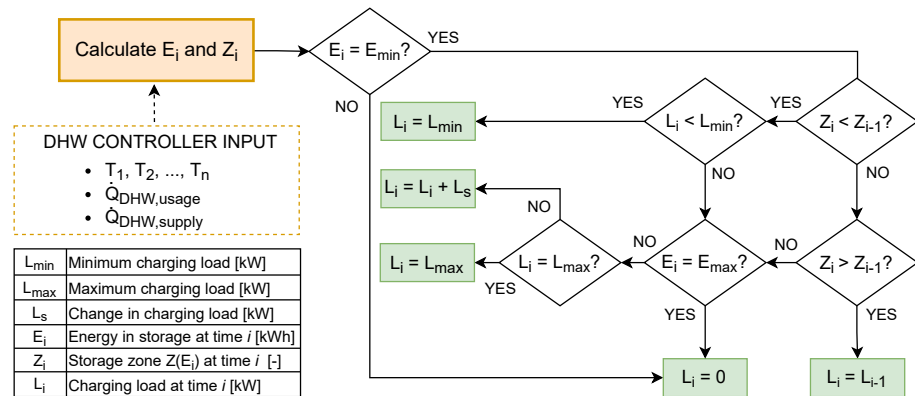 Calculate Eᵢ and Zᵢ
Eᵢ = Eₘᵢₙ?
YES
NO
DHW CONTROLLER INPUT
• T₁, T₂, ..., Tₙ
• Q̇DHW,usage
• Q̇DHW,supply
Lᵢ = Lₘᵢₙ
YES
Lᵢ < Lₘᵢₙ?
YES
Zᵢ < Zᵢ₋₁?
NO
NO
Lᵢ = Lᵢ + Lₛ
NO
Lᵢ = Lₘₐₓ
YES
Lᵢ = Lₘₐₓ?
NO
Eᵢ = Eₘₐₓ?
NO
Zᵢ > Zᵢ₋₁?
YES
YES
Lᵢ = 0
Lᵢ = Lᵢ₋₁
Lₘᵢₙ Minimum charging load [kW]
Lₘₐₓ Maximum charging load [kW]
Lₛ Change in charging load [kW]
Eᵢ Energy in storage at time i [kWh]
Zᵢ Storage zone Z(Eᵢ) at time i [-]
Lᵢ Charging load at time i [kW]